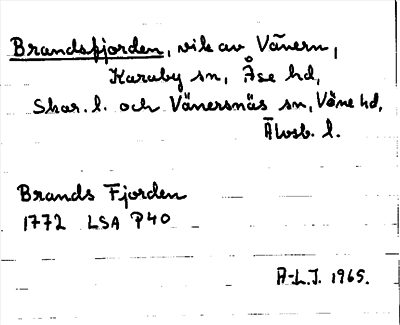 Brandsfjorden, vik av Vänern,
Karaby sn, Åse hd,
Skar. l. och Vänersnäs sn, Väne hd,
Älvsb. l.
Brands Fjorden
1772 LSA P40
A-L.J. 1965.